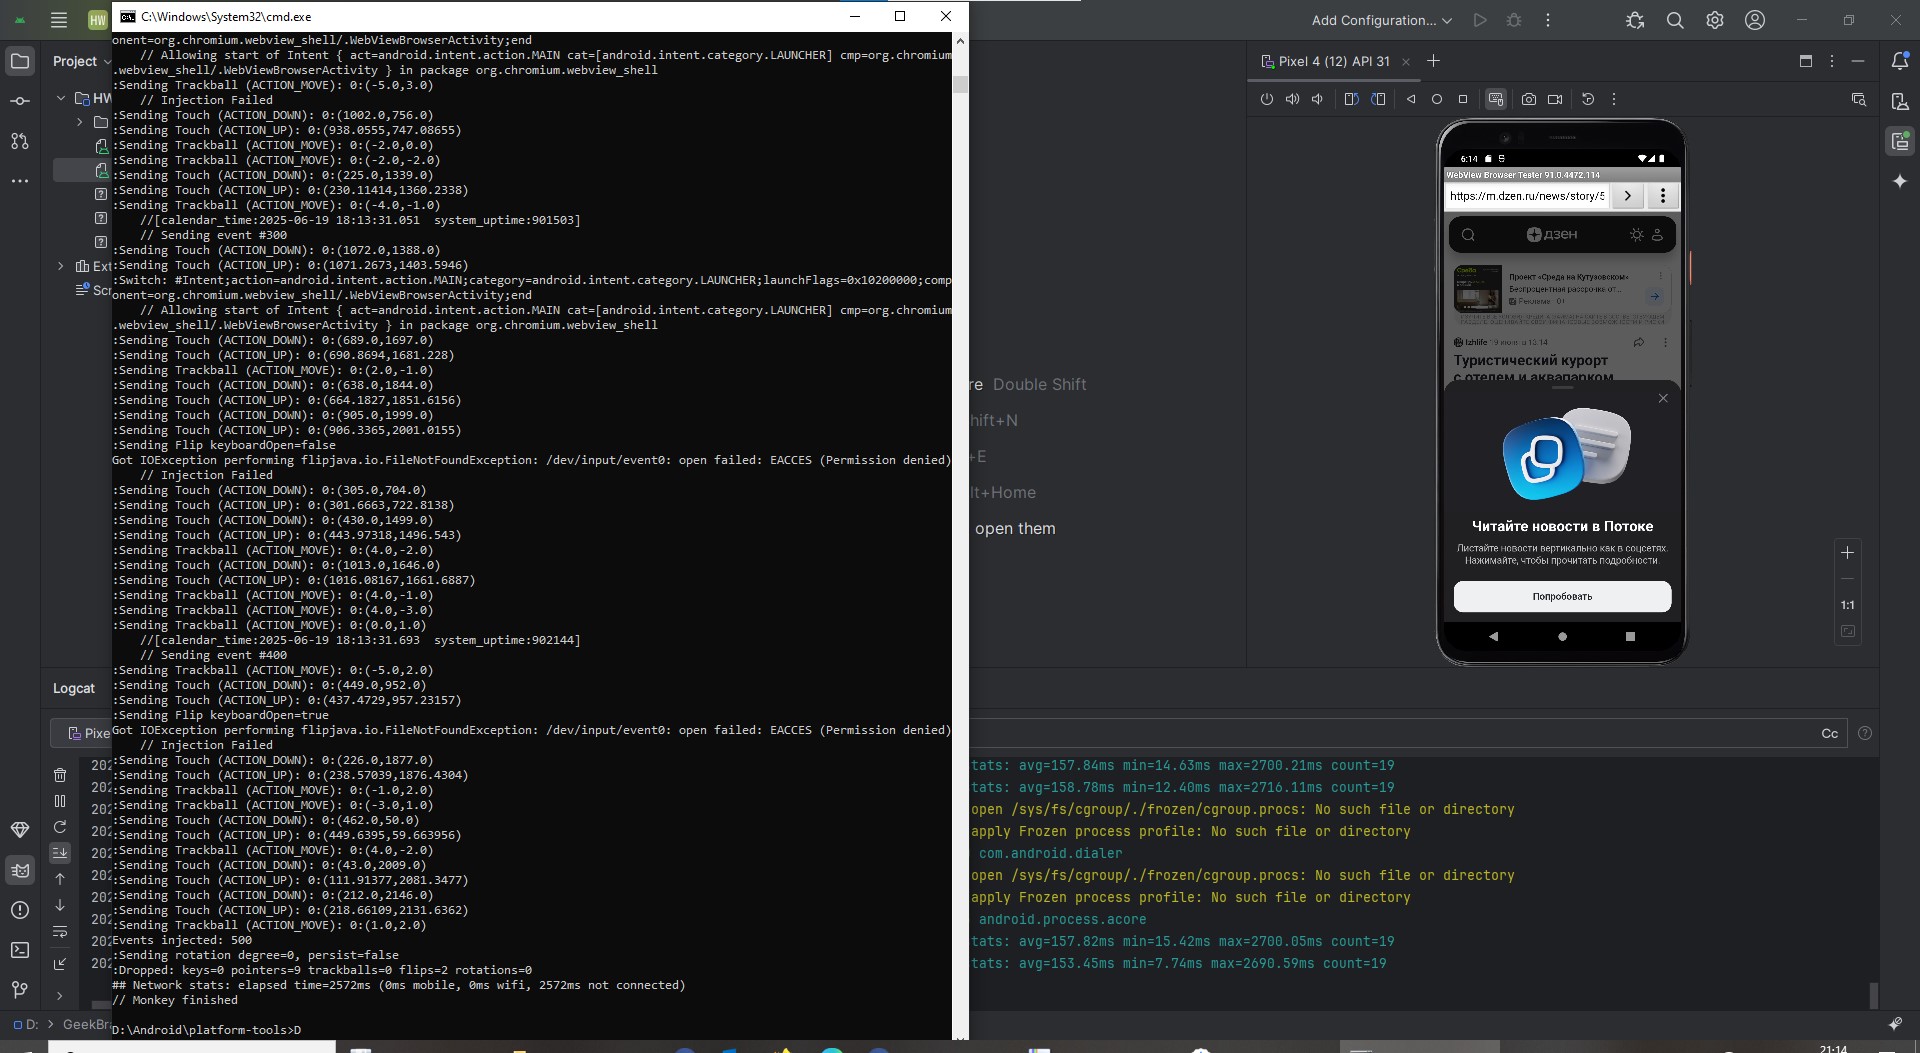 C:\Windows\System32\cmd.exe
HW
Add Configuration...
Project
HW
Ext
Scr
onent=org.chromium.webview_shell/.WebViewBrowserActivity;end
// Allowing start of Intent { act=android.intent.action.MAIN cat=[android.intent.category.LAUNCHER] cmp=org.chromium
.webview_shell/.WebViewBrowserActivity } in package org.chromium.webview_shell
:Sending Trackball (ACTION_MOVE): 0:(-5.0,3.0)
// Injection Failed
:Sending Touch (ACTION_DOWN): 0:(1002.0,756.0)
:Sending Touch (ACTION_UP): 0:(938.0555,747.08655)
:Sending Trackball (ACTION_MOVE): 0:(-2.0,0.0)
:Sending Trackball (ACTION_MOVE): 0:(-2.0,-2.0)
:Sending Touch (ACTION_DOWN): 0:(225.0,1339.0)
:Sending Touch (ACTION_UP): 0:(230.11414,1360.2338)
:Sending Trackball (ACTION_MOVE): 0:(-4.0,-1.0)
//[calendar_time:2025-06-19 18:13:31.051  system_uptime:901503]
// Sending event #300
:Sending Touch (ACTION_DOWN): 0:(1072.0,1388.0)
:Sending Touch (ACTION_UP): 0:(1071.2673,1403.5946)
:Switch: #Intent;action=android.intent.action.MAIN;category=android.intent.category.LAUNCHER;launchFlags=0x10200000;comp
onent=org.chromium.webview_shell/.WebViewBrowserActivity;end
// Allowing start of Intent { act=android.intent.action.MAIN cat=[android.intent.category.LAUNCHER] cmp=org.chromium
.webview_shell/.WebViewBrowserActivity } in package org.chromium.webview_shell
:Sending Touch (ACTION_DOWN): 0:(689.0,1697.0)
:Sending Touch (ACTION_UP): 0:(690.8694,1681.228)
:Sending Trackball (ACTION_MOVE): 0:(2.0,-1.0)
:Sending Touch (ACTION_DOWN): 0:(638.0,1844.0)
:Sending Touch (ACTION_UP): 0:(664.1827,1851.6156)
:Sending Touch (ACTION_DOWN): 0:(905.0,1999.0)
:Sending Touch (ACTION_UP): 0:(906.3365,2001.0155)
:Sending Flip keyboardOpen=false
Got IOException performing flipjava.io.FileNotFoundException: /dev/input/event0: open failed: EACCES (Permission denied)
// Injection Failed
:Sending Touch (ACTION_DOWN): 0:(305.0,704.0)
:Sending Touch (ACTION_UP): 0:(301.6663,722.8138)
:Sending Touch (ACTION_DOWN): 0:(430.0,1499.0)
:Sending Touch (ACTION_UP): 0:(443.97318,1496.543)
:Sending Trackball (ACTION_MOVE): 0:(4.0,-2.0)
:Sending Touch (ACTION_DOWN): 0:(1013.0,1646.0)
:Sending Touch (ACTION_UP): 0:(1016.08167,1661.6887)
:Sending Trackball (ACTION_MOVE): 0:(4.0,-1.0)
:Sending Trackball (ACTION_MOVE): 0:(4.0,-3.0)
:Sending Trackball (ACTION_MOVE): 0:(0.0,1.0)
//[calendar_time:2025-06-19 18:13:31.693  system_uptime:902144]
// Sending event #400
:Sending Trackball (ACTION_MOVE): 0:(-5.0,2.0)
:Sending Touch (ACTION_DOWN): 0:(449.0,952.0)
:Sending Touch (ACTION_UP): 0:(437.4729,957.23157)
:Sending Flip keyboardOpen=true
Got IOException performing flipjava.io.FileNotFoundException: /dev/input/event0: open failed: EACCES (Permission denied)
// Injection Failed
:Sending Touch (ACTION_DOWN): 0:(226.0,1877.0)
:Sending Touch (ACTION_UP): 0:(238.57039,1876.4304)
:Sending Trackball (ACTION_MOVE): 0:(-1.0,2.0)
:Sending Trackball (ACTION_MOVE): 0:(-3.0,1.0)
:Sending Touch (ACTION_DOWN): 0:(462.0,50.0)
:Sending Touch (ACTION_UP): 0:(449.6395,59.663956)
:Sending Trackball (ACTION_MOVE): 0:(4.0,-2.0)
:Sending Touch (ACTION_DOWN): 0:(43.0,2009.0)
:Sending Touch (ACTION_UP): 0:(111.91377,2081.3477)
:Sending Touch (ACTION_DOWN): 0:(212.0,2146.0)
:Sending Touch (ACTION_UP): 0:(218.66109,2131.6362)
:Sending Trackball (ACTION_MOVE): 0:(1.0,2.0)
Events injected: 500
:Sending rotation degree=0, persist=false
:Dropped: keys=0 pointers=9 trackballs=0 flips=2 rotations=0
## Network stats: elapsed time=2572ms (0ms mobile, 0ms wifi, 2572ms not connected)
// Monkey finished
D:\Android\platform-tools>D
re Double Shift
hift+N
+E
lt+Home
open them
Pixel 4 (12) API 31
6:14
WebView Browser Tester 91.0.4472.114
https://m.dzen.ru/news/story/5
дзен
Проект «Среда на Кутузовском»
Беспроцентная рассрочка от...
Реклама 0+
Izhlife 19 июня в 13:14
Туристический курорт
с отелем и аквапарком
Читайте новости в Потоке
Листайте новости вертикально как в соцсетях.
Нажимайте, чтобы прочитать подробности.
Попробовать
1:1
Logcat
Pixe
Cc
202
202
202
202
202
202
202
202
202
202
tats: avg=157.84ms min=14.63ms max=2700.21ms count=19
tats: avg=158.78ms min=12.40ms max=2716.11ms count=19
open /sys/fs/cgroup/./frozen/cgroup.procs: No such file or directory
apply Frozen process profile: No such file or directory
com.android.dialer
open /sys/fs/cgroup/./frozen/cgroup.procs: No such file or directory
apply Frozen process profile: No such file or directory
android.process.acore
tats: avg=157.82ms min=15.42ms max=2700.05ms count=19
tats: avg=153.45ms min=7.74ms max=2690.59ms count=19
D: > GeekBra
21:14